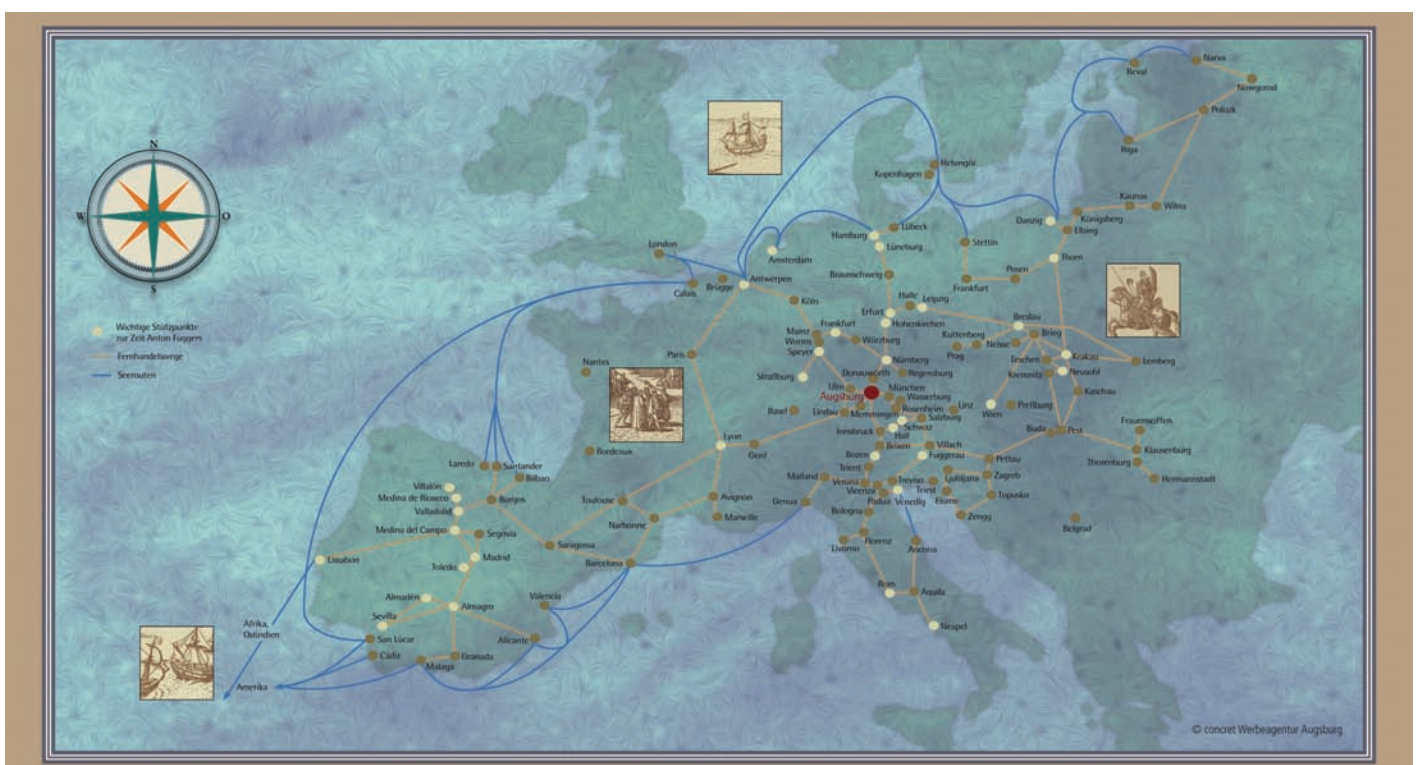 N
W
O
S
Wichtige Stützpunkte
zur Zeit Anton Fuggers
Fernhandelswege
Seerouten
Reval
Narva
Nowgorod
Polozk
Riga
Helsingör
Kopenhagen
Kaunas
Wilna
Danzig
Königsberg
Elbing
Lübeck
Hamburg
Lüneburg
Stettin
London
Amsterdam
Thorn
Antwerpen
Braunschweig
Posen
Brügge
Calais
Frankfurt
Köln
Halle
Leipzig
Erfurt
Hohenkirchen
Breslau
Brieg
Mainz
Frankfurt
Worms
Würzburg
Kuttenberg
Neisse
Speyer
Prag
Paris
Nürnberg
Teschen
Krakau
Lemberg
Nantes
Straßburg
Donauwörth
Regensburg
Kremnitz
Neusohl
Ulm
München
Kaschau
Augsburg
Wasserburg
Basel
Lindau
Memmingen
Rosenheim
Linz
Wien
Preßburg
Salzburg
Schwaz
Frauenseiffen
Innsbruck
Hall
Buda
Pest
Lyon
Genf
Brixen
Villach
Klausenburg
Bordeaux
Bozen
Fuggerau
Pettau
Thorenburg
Laredo
Santander
Mailand
Trient
Bilbao
Verona
Treviso
Ljubljana
Zagreb
Hermannstadt
Villalón
Vicenza
Triest
Medina de Rioseco
Burgos
Toulouse
Avignon
Genua
Padua
Venedig
Fiume
Topusko
Valladolid
Bologna
Marseille
Zengg
Narbonne
Belgrad
Medina del Campo
Segovia
Florenz
Livorno
Ancona
Saragossa
Lissabon
Madrid
Barcelona
Toledo
Rom
Aquila
Almadén
Valencia
Almagro
Sevilla
Afrika,
Ostindien
Neapel
San Lúcar
Alicante
Cádiz
Granada
Malaga
Amerika
© concret Werbeagentur Augsburg